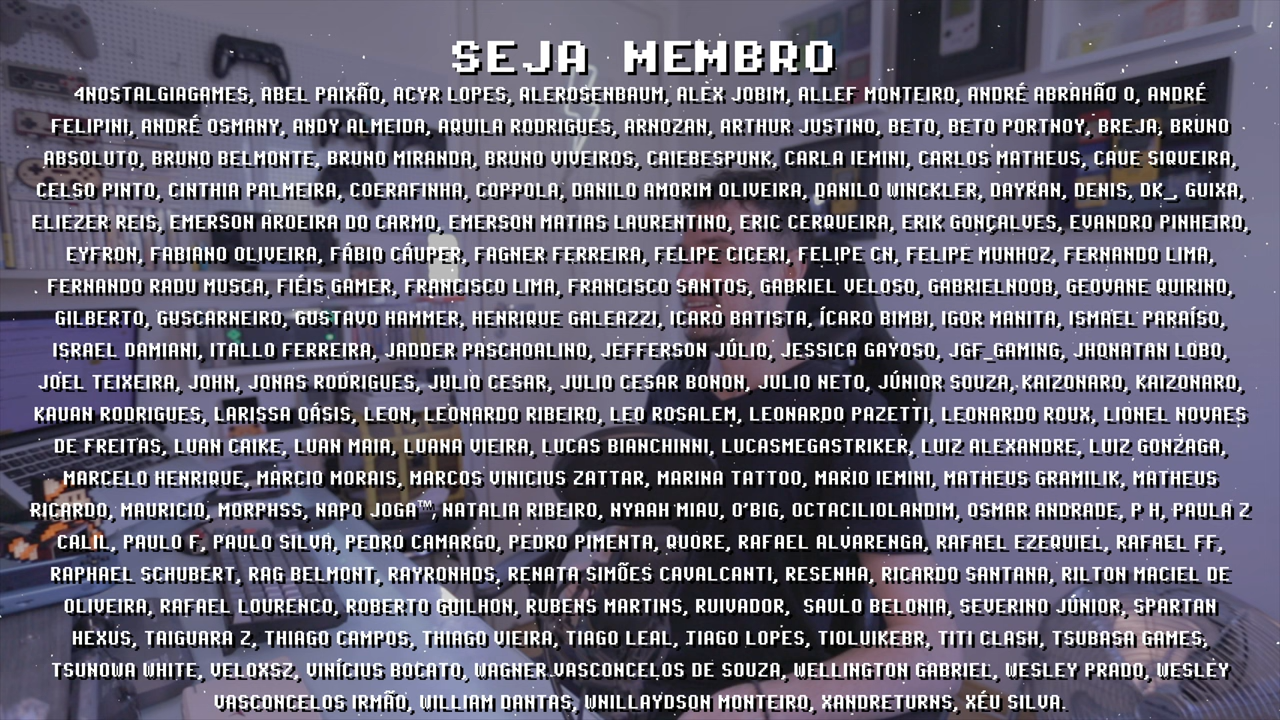 SEJA MEMBRO
4NOSTALGIAGAMES, ABEL PAIXÃO, ACYR LOPES, ALEROSENBAUM, ALEX JOBIM, ALLEF MONTEIRO, ANDRÉ ABRAHÃO O, ANDRÉ
FELIPINI, ANDRÉ OSMANY, ANDY ALMEIDA, AQUILA RODRIGUES, ARNOZAN, ARTHUR JUSTINO, BETO, BETO PORTNOY, BREJA, BRUNO
ABSOLUTO, BRUNO BELMONTE, BRUNO MIRANDA, BRUNO VIVEIROS, CAIEBESPUNK, CARLA IEMINI, CARLOS MATHEUS, CAUE SIQUEIRA,
CELSO PINTO, CINTHIA PALMEIRA, COERAFINHA, COPPOLA, DANILO AMORIM OLIVEIRA, DANILO WINCKLER, DAYRAN, DENIS, DK_, GUIXA,
ELIEZER REIS, EMERSON AROEIRA DO CARMO, EMERSON MATIAS LAURENTINO, ERIC CERQUEIRA, ERIK GONÇALVES, EVANDRO PINHEIRO,
EYFRON, FABIANO OLIVEIRA, FÁBIO CÁUPER, FAGNER FERREIRA, FELIPE CICERI, FELIPE CN, FELIPE MUNHOZ, FERNANDO LIMA,
FERNANDO RADU MUSCA, FIÉIS GAMER, FRANCISCO LIMA, FRANCISCO SANTOS, GABRIEL VELOSO, GABRIELNOOB, GEOVANE QUIRINO,
GILBERTO, GUSCARNEIRO, GUSTAVO HAMMER, HENRIQUE GALEAZZI, ICARO BATISTA, ÍCARO BIMBI, IGOR MANITA, ISMAEL PARAÍSO,
ISRAEL DAMIANI, ITALLO FERREIRA, JADDER PASCHOALINO, JEFFERSON JÚLIO, JESSICA GAYOSO, JGF_GAMING, JHONATAN LOBO,
JOEL TEIXEIRA, JOHN, JONAS RODRIGUES, JULIO CESAR, JULIO CESAR BONON, JULIO NETO, JÚNIOR SOUZA, KAIZONARO, KAIZONARO,
KAUAN RODRIGUES, LARISSA OÁSIS, LEON, LEONARDO RIBEIRO, LEO ROSALEM, LEONARDO PAZETTI, LEONARDO ROUX, LIONEL NOVAES
DE FREITAS, LUAN CAIKE, LUAN MAIA, LUANA VIEIRA, LUCAS BIANCHINNI, LUCASMEGASTRIKER, LUIZ ALEXANDRE, LUIZ GONZAGA,
MARCELO HENRIQUE, MARCIO MORAIS, MARCOS VINICIUS ZATTAR, MARINA TATTOO, MARIO IEMINI, MATHEUS GRAMILIK, MATHEUS
RICARDO, MAURICIO, MORPHSS, NAPO JOGA™, NATALIA RIBEIRO, NYAAH MIAU, O'BIG, OCTACILIOLANDIM, OSMAR ANDRADE, P H, PAULA Z
CALIL, PAULO F, PAULO SILVA, PEDRO CAMARGO, PEDRO PIMENTA, QUORE, RAFAEL ALVARENGA, RAFAEL EZEQUIEL, RAFAEL FF,
RAPHAEL SCHUBERT, RAG BELMONT, RAYRONHDS, RENATA SIMÕES CAVALCANTI, RESENHA, RICARDO SANTANA, RILTON MACIEL DE
OLIVEIRA, RAFAEL LOURENCO, ROBERTO GUILHON, RUBENS MARTINS, RUIVADOR, SAULO BELONIA, SEVERINO JÚNIOR, SPARTAN
HEXUS, TAIGUARA Z, THIAGO CAMPOS, THIAGO VIEIRA, TIAGO LEAL, TIAGO LOPES, TIOLUIKEBR, TITI CLASH, TSUBASA GAMES,
TSUNOWA WHITE, VELOXSZ, VINÍCIUS BOCATO, WAGNER VASCONCELOS DE SOUZA, WELLINGTON GABRIEL, WESLEY PRADO, WESLEY
VASCONCELOS IRMÃO, WILLIAM DANTAS, WNILLAYDSON MONTEIRO, XANDRETURNS, XÉU SILVA.